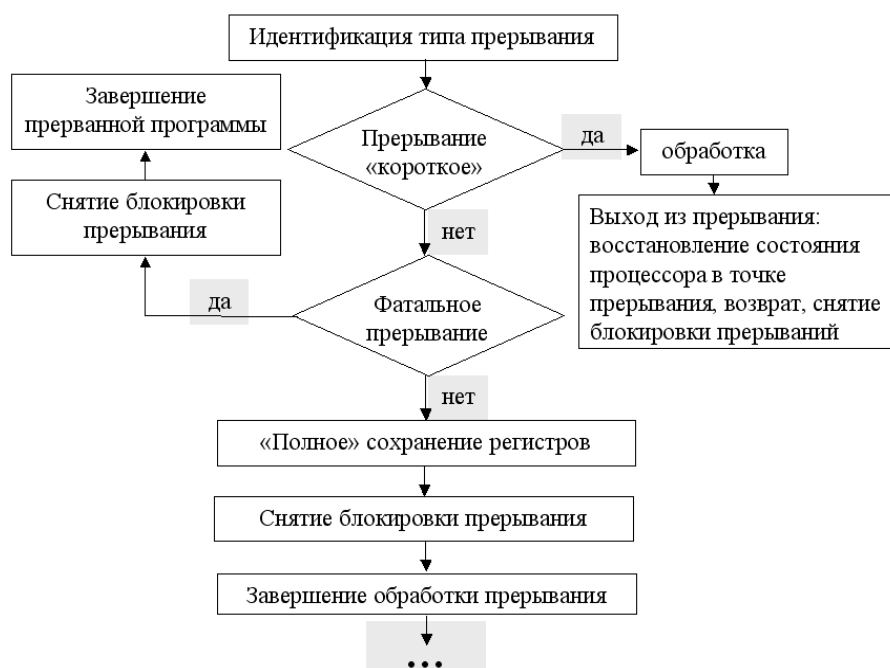 Идентификация типа прерывания
Завершение
прерванной программы
Прерывание
«короткое»
да
обработка
Снятие блокировки
прерывания
Выход из прерывания:
восстановление состояния
процессора в точке
прерывания, возврат, снятие
блокировки прерываний
нет
да
Фатальное
прерывание
нет
«Полное» сохранение регистров
Снятие блокировки прерывания
Завершение обработки прерывания
...